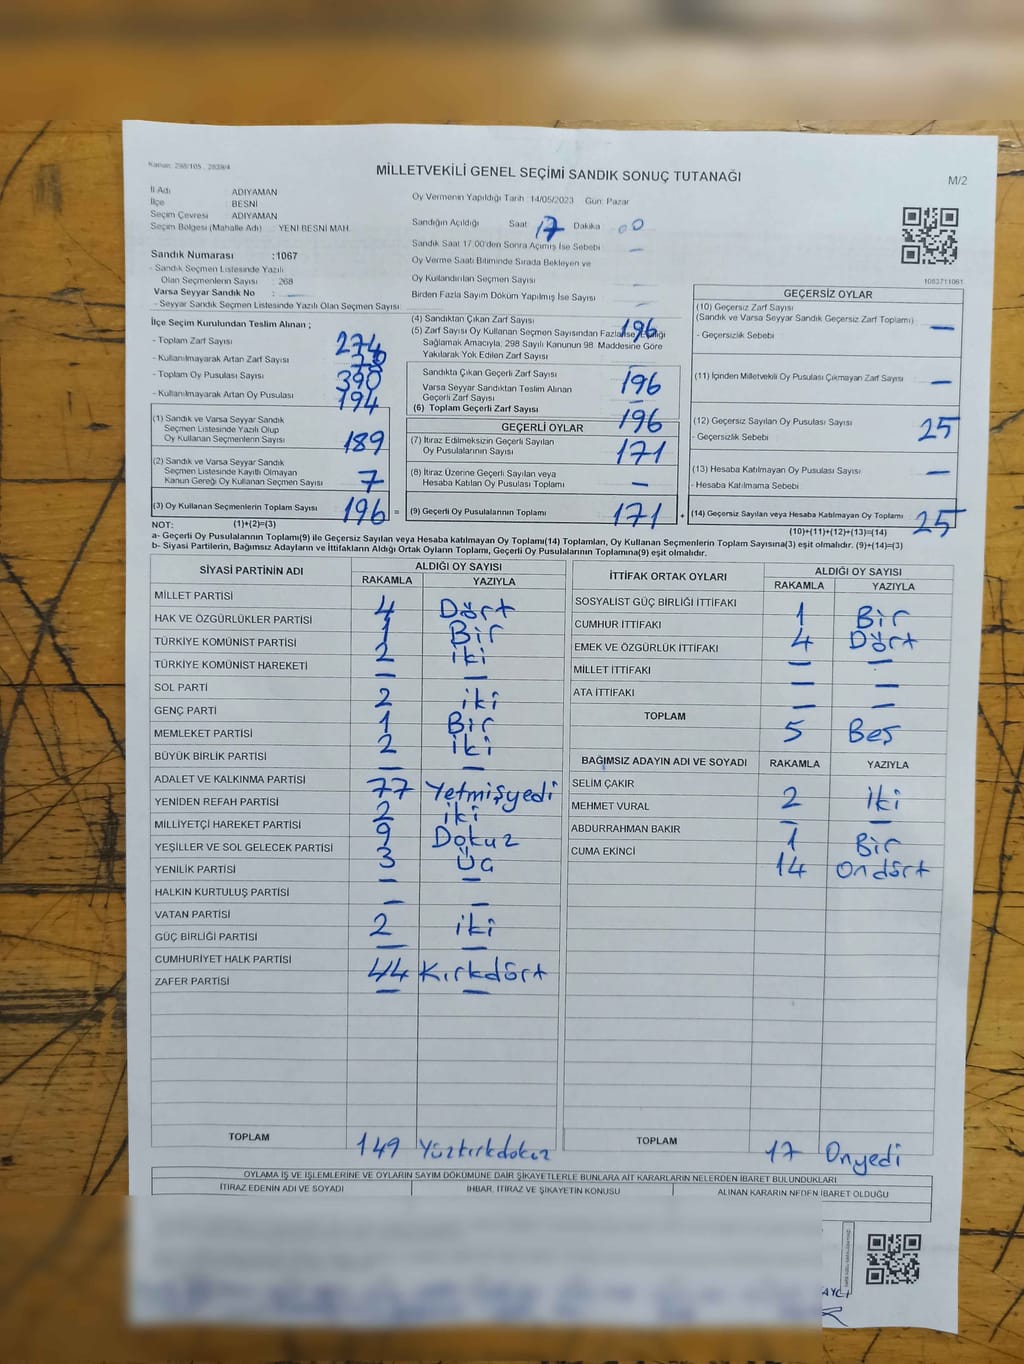 Kanun: 298/105 , 2839/4
MİLLETVEKİLİ GENEL SEÇİMİ SANDIK SONUÇ TUTANAĞI
M/2
İl Adı : ADIYAMAN
İlçe : BESNİ
Seçim Çevresi : ADIYAMAN
Seçim Bölgesi (Mahalle Adı) : YENİ BESNİ MAH.
Oy Vermenin Yapıldığı Tarih : 14/05/2023 Gün: Pazar
Sandığın Açıldığı Saat 17 Dakika 00
Sandık Saat 17.00'den Sonra Açılmış İse Sebebi —
Oy Verme Saati Bitiminde Sırada Bekleyen ve
Oy Kullandırılan Seçmen Sayısı —
Birden Fazla Sayım Döküm Yapılmış İse Sayısı —
Sandık Numarası : 1067
- Sandık Seçmen Listesinde Yazılı
Olan Seçmenlerin Sayısı : 268
Varsa Seyyar Sandık No : —
- Seyyar Sandık Seçmen Listesinde Yazılı Olan Seçmen Sayısı:
İlçe Seçim Kurulundan Teslim Alınan ;
- Toplam Zarf Sayısı 274
- Kullanılmayarak Artan Zarf Sayısı 78
- Toplam Oy Pusulası Sayısı 390
- Kullanılmayarak Artan Oy Pusulası 194
(1) Sandık ve Varsa Seyyar Sandık
Seçmen Listesinde Yazılı Olup
Oy Kullanan Seçmenlerin Sayısı 189
(2) Sandık ve Varsa Seyyar Sandık
Seçmen Listesinde Kayıtlı Olmayan
Kanun Gereği Oy Kullanan Seçmen Sayısı 7
(3) Oy Kullanan Seçmenlerin Toplam Sayısı 196
(1)+(2)=(3)
(4) Sandıktan Çıkan Zarf Sayısı 196
(5) Zarf Sayısı Oy Kullanan Seçmen Sayısından Fazla İse, Eşitliği
Sağlamak Amacıyla, 298 Sayılı Kanunun 98. Maddesine Göre
Yakılarak Yok Edilen Zarf Sayısı
Sandıkta Çıkan Geçerli Zarf Sayısı 196
Varsa Seyyar Sandıktan Teslim Alınan
Geçerli Zarf Sayısı —
(6) Toplam Geçerli Zarf Sayısı 196
GEÇERLİ OYLAR
(7) İtiraz Edilmeksizin Geçerli Sayılan
Oy Pusulalarının Sayısı 171
(8) İtiraz Üzerine Geçerli Sayılan veya
Hesaba Katılan Oy Pusulası Toplamı —
= (9) Geçerli Oy Pusulalarının Toplamı 171 +
1083711061
GEÇERSİZ OYLAR
(10) Geçersiz Zarf Sayısı
(Sandık ve Varsa Seyyar Sandık Geçersiz Zarf Toplamı) —
- Geçersizlik Sebebi
(11) İçinden Milletvekili Oy Pusulası Çıkmayan Zarf Sayısı —
(12) Geçersiz Sayılan Oy Pusulası Sayısı 25
- Geçersizlik Sebebi
(13) Hesaba Katılmayan Oy Pusulası Sayısı —
- Hesaba Katılmama Sebebi
(14) Geçersiz Sayılan veya Hesaba Katılmayan Oy Toplamı 25
(10)+(11)+(12)+(13)=(14)
NOT:
a- Geçerli Oy Pusulalarının Toplamı(9) ile Geçersiz Sayılan veya Hesaba katılmayan Oy Toplamı(14) Toplamları, Oy Kullanan Seçmenlerin Toplam Sayısına(3) eşit olmalıdır. (9)+(14)=(3)
b- Siyasi Partilerin, Bağımsız Adayların ve İttifakların Aldığı Ortak Oyların Toplamı, Geçerli Oy Pusulalarının Toplamına(9) eşit olmalıdır.
SİYASİ PARTİNİN ADI ALDIĞI OY SAYISI
RAKAMLA YAZIYLA
MİLLET PARTİSİ 4 Dört
HAK VE ÖZGÜRLÜKLER PARTİSİ 1 Bir
TÜRKİYE KOMÜNİST PARTİSİ 2 iki
TÜRKİYE KOMÜNİST HAREKETİ — —
SOL PARTİ 2 iki
GENÇ PARTİ 1 Bir
MEMLEKET PARTİSİ 2 iki
BÜYÜK BİRLİK PARTİSİ — —
ADALET VE KALKINMA PARTİSİ 77 Yetmişyedi
YENİDEN REFAH PARTİSİ 2 iki
MİLLİYETÇİ HAREKET PARTİSİ 9 Dokuz
YEŞİLLER VE SOL GELECEK PARTİSİ 3 Üç
YENİLİK PARTİSİ — —
HALKIN KURTULUŞ PARTİSİ — —
VATAN PARTİSİ 2 iki
GÜÇ BİRLİĞİ PARTİSİ — —
CUMHURİYET HALK PARTİSİ 44 Kırkdört
ZAFER PARTİSİ — —
TOPLAM 149 Yüzkırkdokuz
İTTİFAK ORTAK OYLARI ALDIĞI OY SAYISI
RAKAMLA YAZIYLA
SOSYALİST GÜÇ BİRLİĞİ İTTİFAKI 1 Bir
CUMHUR İTTİFAKI 4 Dört
EMEK VE ÖZGÜRLÜK İTTİFAKI — —
MİLLET İTTİFAKI — —
ATA İTTİFAKI — —
TOPLAM 5 Beş
BAĞIMSIZ ADAYIN ADI VE SOYADI RAKAMLA YAZIYLA
SELİM ÇAKIR 2 İki
MEHMET VURAL — —
ABDURRAHMAN BAKIR 1 Bir
CUMA EKİNCİ 14 Ondört
TOPLAM 17 Onyedi
OYLAMA İŞ VE İŞLEMLERİNE VE OYLARIN SAYIM DÖKÜMÜNE DAİR ŞİKAYETLERLE BUNLARA AİT KARARLARIN NELERDEN İBARET BULUNDUKLARI
İTİRAZ EDENİN ADI VE SOYADI İHBAR, İTİRAZ VE ŞİKAYETİN KONUSU ALINAN KARARIN NEDEN İBARET OLDUĞU